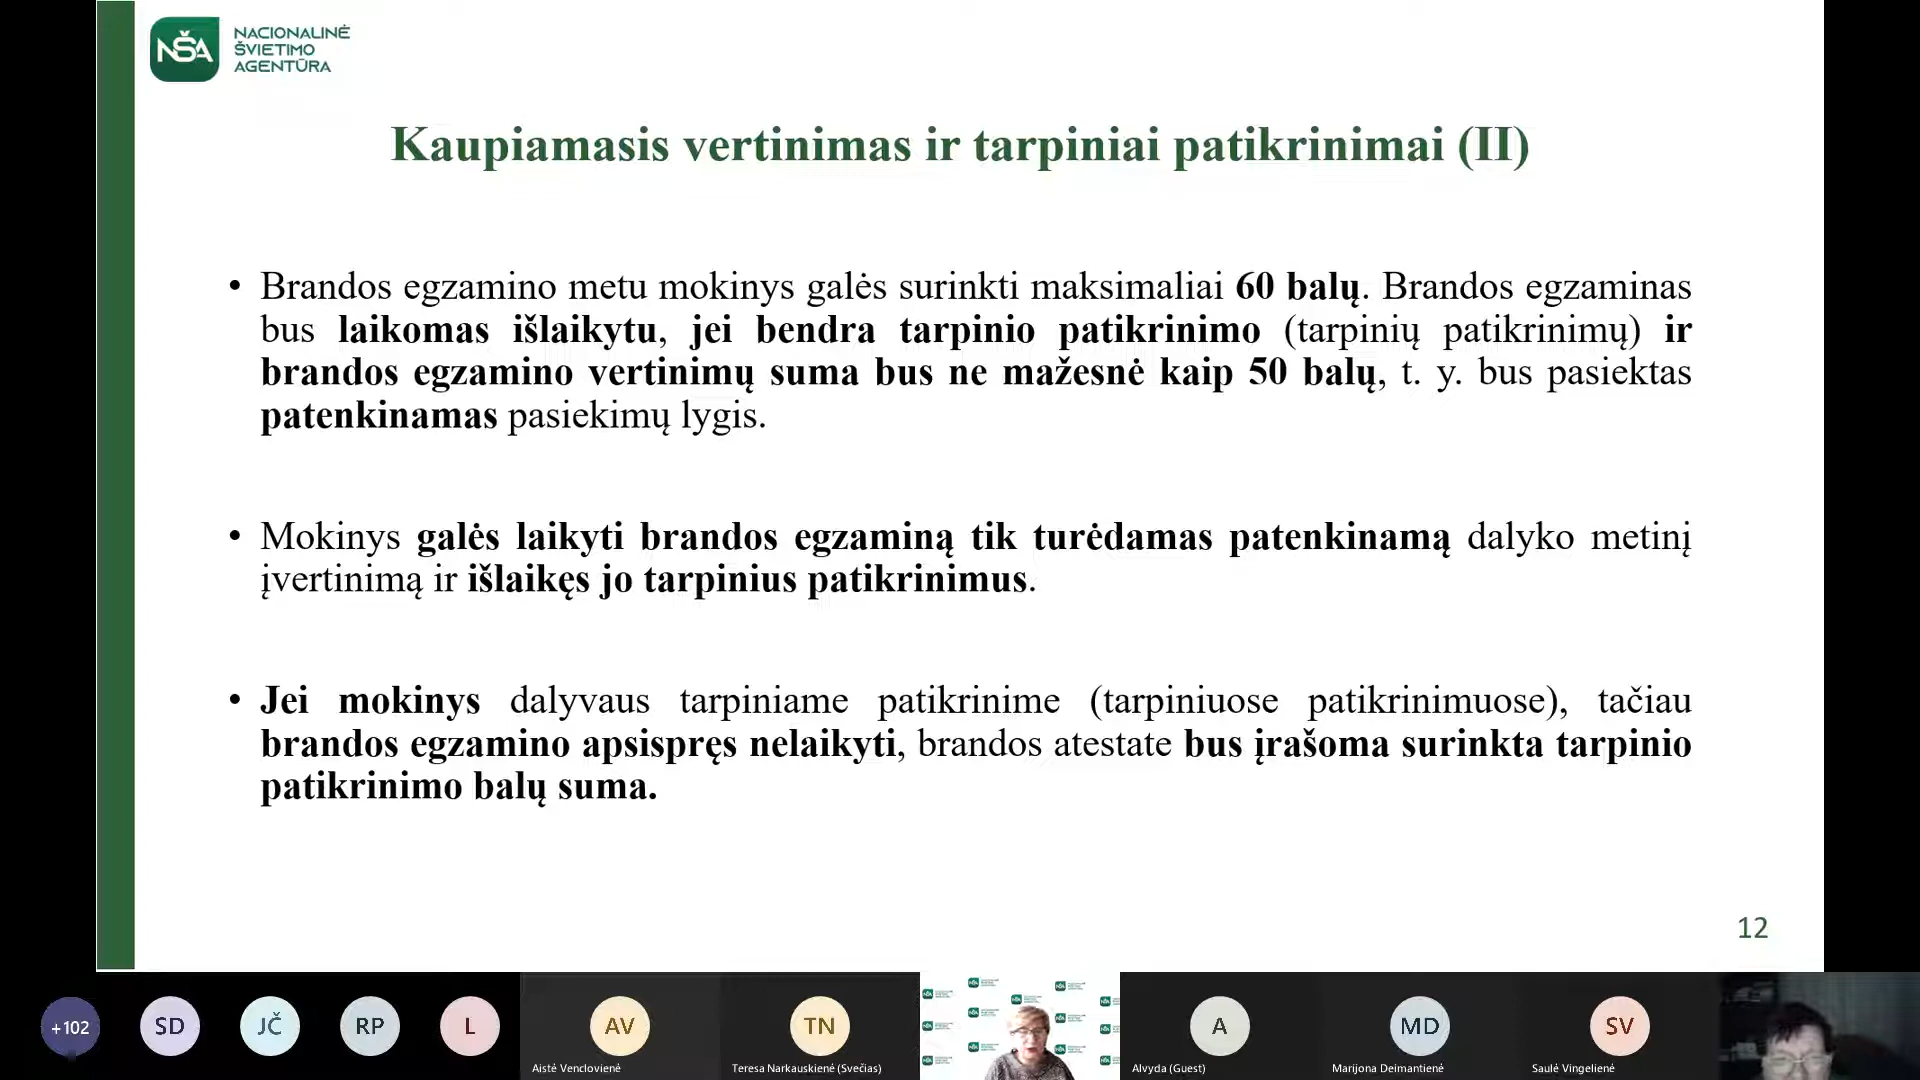 NŠA
NACIONALINĖ
ŠVIETIMO
AGENTŪRA
Kaupiamasis vertinimas ir tarpiniai patikrinimai (II)
• Brandos egzamino metu mokinys galės surinkti maksimaliai 60 balų. Brandos egzaminas
bus laikomas išlaikytu, jei bendra tarpinio patikrinimo (tarpinių patikrinimų) ir
brandos egzamino vertinimų suma bus ne mažesnė kaip 50 balų, t. y. bus pasiektas
patenkinamas pasiekimų lygis.
• Mokinys galės laikyti brandos egzaminą tik turėdamas patenkinamą dalyko metinį
įvertinimą ir išlaikęs jo tarpinius patikrinimus.
• Jei mokinys dalyvaus tarpiniame patikrinime (tarpiniuose patikrinimuose), tačiau
brandos egzamino apsispręs nelaikyti, brandos atestate bus įrašoma surinkta tarpinio
patikrinimo balų suma.
12
+102
SD
JČ
RP
L
AV
TN
A
MD
SV
Aistė Venclovienė
Teresa Narkauskienė (Svečias)
Alvyda (Guest)
Marijona Deimantienė
Saulė Vingelienė